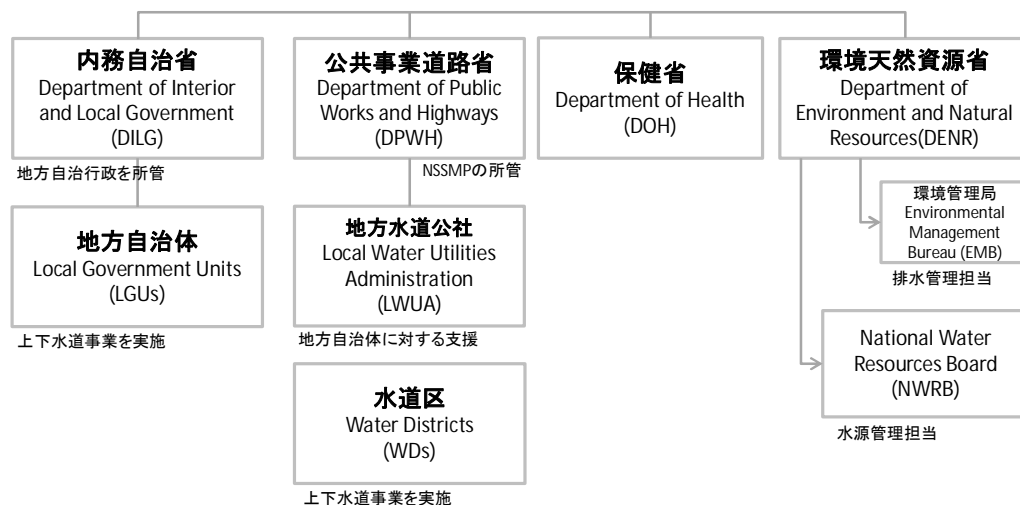 内務自治省
Department of Interior
and Local Government
(DILG)
地方自治行政を所管
公共事業道路省
Department of Public
Works and Highways
(DPWH)
NSSMPの所管
保健省
Department of Health
(DOH)
環境天然資源省
Department of
Environment and Natural
Resources(DENR)
地方自治体
Local Government Units
(LGUs)
上下水道事業を実施
地方水道公社
Local Water Utilities
Administration
(LWUA)
地方自治体に対する支援
水道区
Water Districts
(WDs)
上下水道事業を実施
環境管理局
Environmental
Management
Bureau (EMB)
排水管理担当
National Water
Resources Board
(NWRB)
水源管理担当